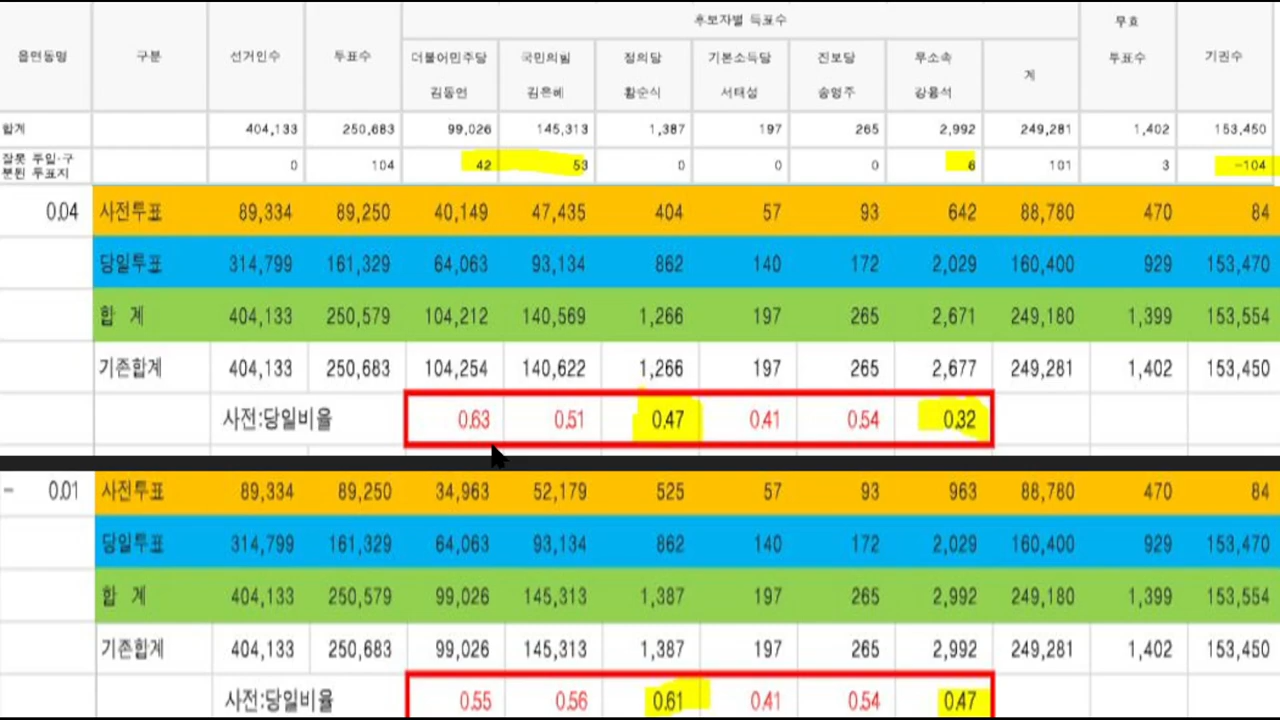 후보자별 득표수
읍면동명 구분 선거인수 투표수 더불어민주당 김동연 국민의힘 김은혜 정의당 황순식 기본소득당 서태성 진보당 송영주 무소속 강용석 계 무효 투표수 기권수
합계 404,133 250,683 99,026 145,313 1,387 197 265 2,992 249,281 1,402 153,450
잘못 투입·구분된 투표지 0 104 42 53 0 0 0 6 101 3 -104
0.04 사전투표 89,334 89,250 40,149 47,435 404 57 93 642 88,780 470 84
당일투표 314,799 161,329 64,063 93,134 862 140 172 2,029 160,400 929 153,470
합 계 404,133 250,579 104,212 140,569 1,266 197 265 2,671 249,180 1,399 153,554
기존합계 404,133 250,683 104,254 140,622 1,266 197 265 2,677 249,281 1,402 153,450
사전:당일비율 0.63 0.51 0.47 0.41 0.54 0.32
- 0.01 사전투표 89,334 89,250 34,963 52,179 525 57 93 963 88,780 470 84
당일투표 314,799 161,329 64,063 93,134 862 140 172 2,029 160,400 929 153,470
합 계 404,133 250,579 99,026 145,313 1,387 197 265 2,992 249,180 1,399 153,554
기존합계 404,133 250,683 99,026 145,313 1,387 197 265 2,992 249,281 1,402 153,450
사전:당일비율 0.55 0.56 0.61 0.41 0.54 0.47